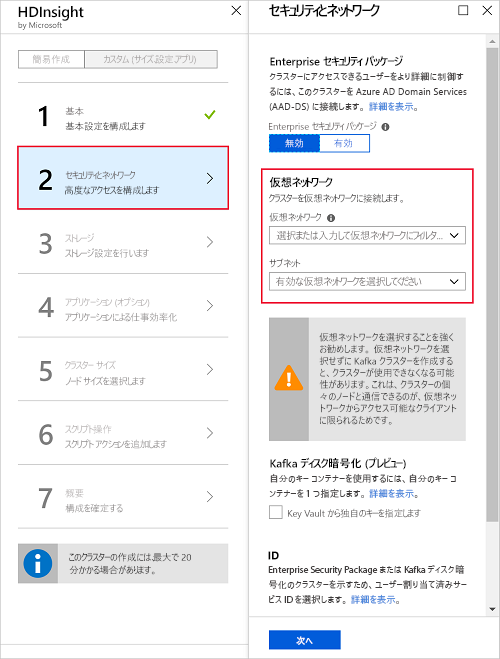 HDInsight
by Microsoft
簡易作成
カスタム (サイズ,設定,アプリ)
1
基本
基本設定を構成します
2
セキュリティとネットワーク
高度なアクセスを構成します
3
ストレージ
ストレージ設定を行います
4
アプリケーション (オプション)
アプリケーションによる仕事効率化
5
クラスター サイズ
ノード サイズを選択します
6
スクリプト操作
スクリプト アクションを追加します
7
概要
構成を確定する
このクラスターの作成には、最大で 20
分かかる場合があります。
セキュリティとネットワーク
Enterprise セキュリティ パッケージ
クラスターにアクセスできるユーザーをより詳細に制御す
るには、このクラスターを Azure AD Domain Services
(AAD-DS) に接続します。 詳細を表示。
Enterprise セキュリティ パッケージ
無効
有効
仮想ネットワーク
クラスターを仮想ネットワークに接続します。
仮想ネットワーク
選択または入力して仮想ネットワークにフィルタ...
サブネット
有効な仮想ネットワークを選択してください
仮想ネットワークを選択することを強く
お勧めします。 仮想ネットワークを選
択せずに Kafka クラスターを作成する
と、クラスターが使用できなくなる可能
性があります。これは、クラスターの個
々のノードと通信できるのが、仮想ネッ
トワークからアクセス可能なクライアント
に限られるためです。
Kafka ディスク暗号化 (プレビュー)
自分のキー コンテナーを使用するには、自分のキー コ
ンテナーを 1 つ指定します。 詳細を表示。
Key Vault から独自のキーを指定します
ID
Enterprise Security Package または Kafka ディスク暗
号化のクラスターを示すため、ユーザー割り当て済みサー
ビス ID を選択します。 詳細を表示。
次へ